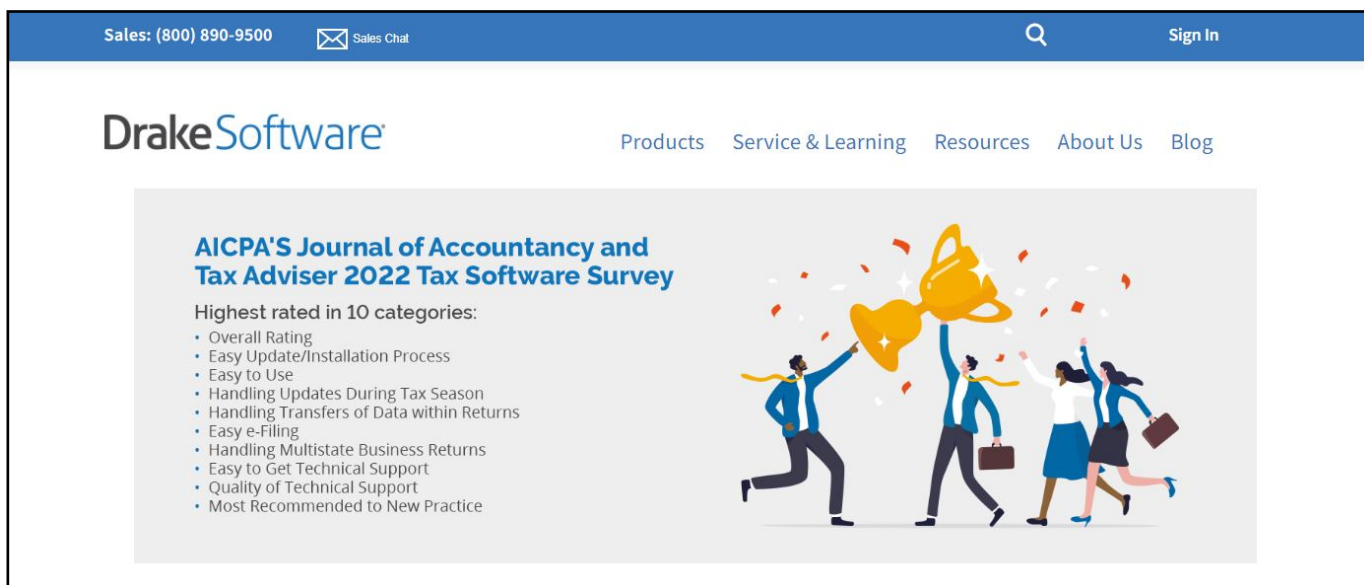 Sales: (800) 890-9500
Sales Chat
Sign In
DrakeSoftware
Products
Service & Learning
Resources
About Us
Blog
AICPA'S Journal of Accountancy and
Tax Adviser 2022 Tax Software Survey
Highest rated in 10 categories:
• Overall Rating
• Easy Update/Installation Process
• Easy to Use
• Handling Updates During Tax Season
• Handling Transfers of Data within Returns
• Easy e-Filing
• Handling Multistate Business Returns
• Easy to Get Technical Support
• Quality of Technical Support
• Most Recommended to New Practice